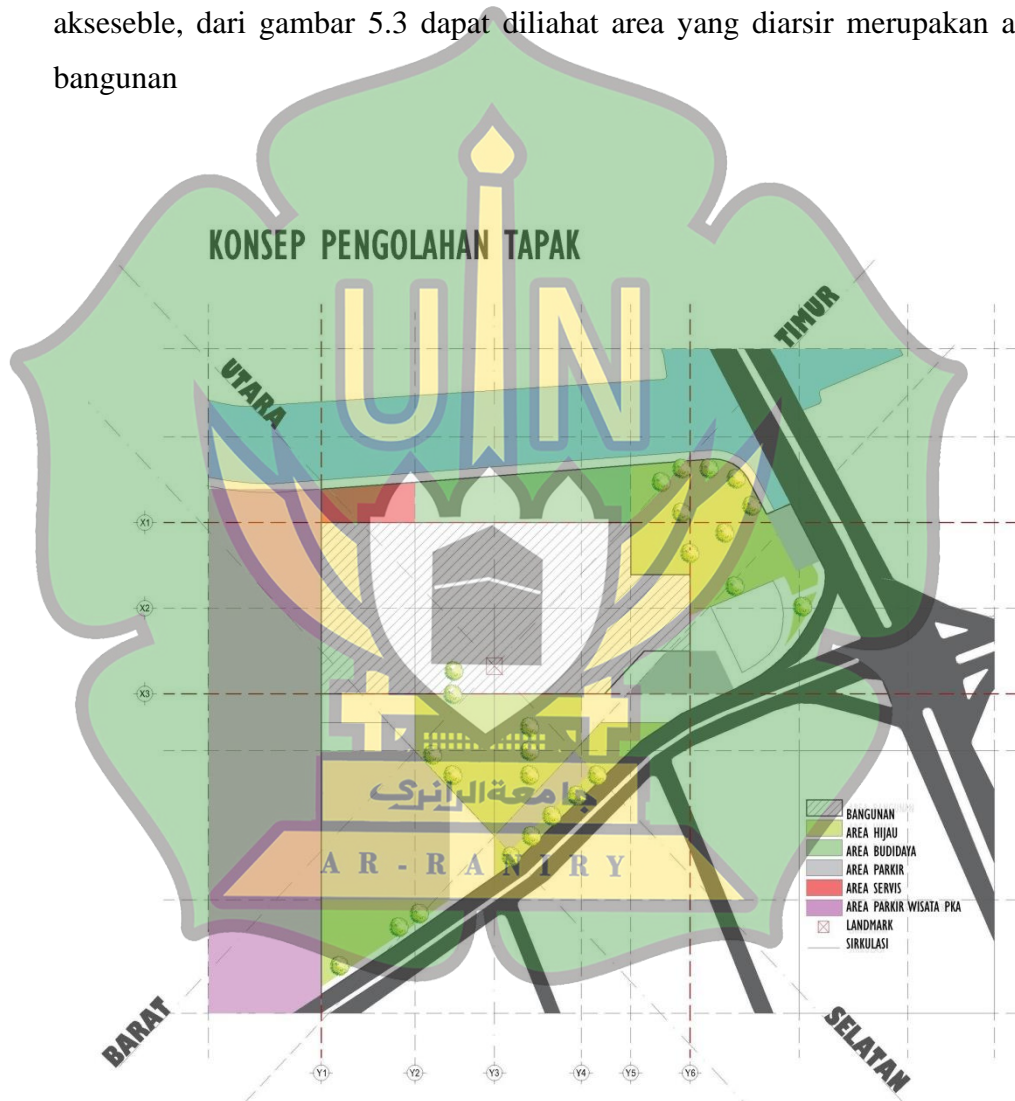 akseseble, dari gambar 5.3 dapat diliahat area yang diarsir merupakan a
bangunan
KONSEP PENGOLAHAN TAPAK
TIMUR
UTARA
UIN
X1
X2
X3
جامعة الرانري
AR-RANIRY
BANGUNAN
AREA HIJAU
AREA BUDIDAYA
AREA PARKIR
AREA SERVIS
AREA PARKIR WISATA PKA
LANDMARK
SIRKULASI
BARAT
SELATAN
Y1 Y2 Y3 Y4 Y5 Y6